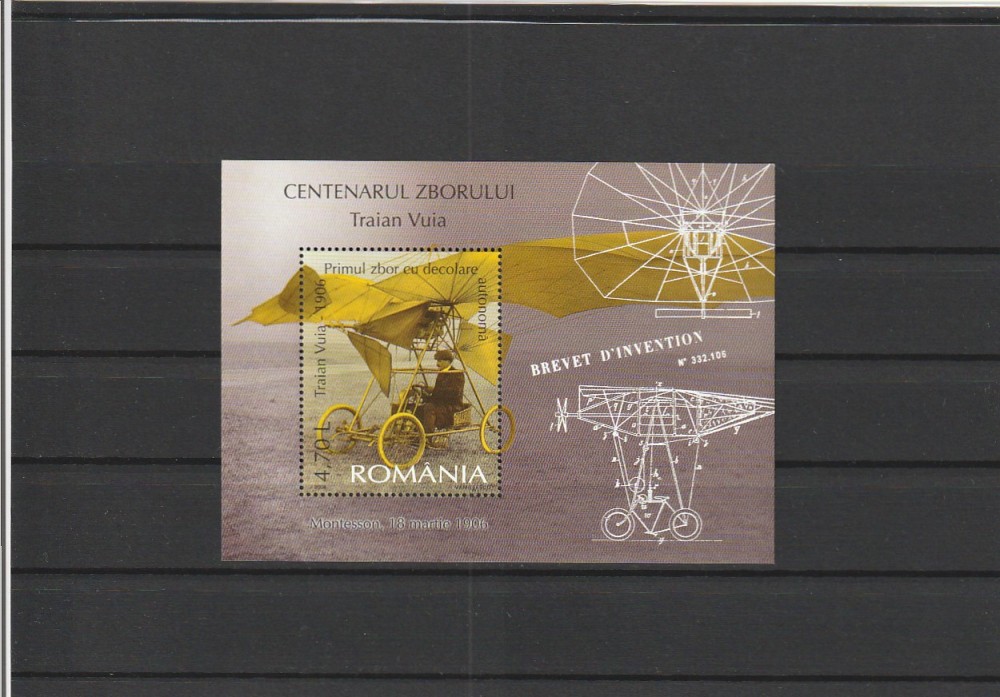 CENTENARUL ZBORULUI
Traian Vuia
Primul zbor cu decolare
autonoma
Traian Vuia, 1906
4.70 L
ROMÂNIA
Montesson, 18 martie 1906
BREVET D'INVENTION
N° 332.106